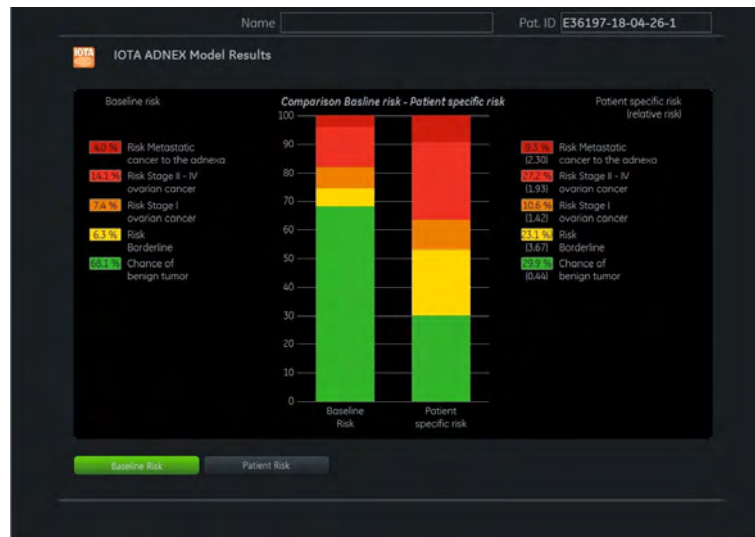 Name
Pat. ID E36197-18-04-26-1
IOTA
IOTA ADNEX Model Results
Baseline risk
Comparison Basline risk - Patient specific risk
Patient specific risk
(relative risk)
4.0 % Risk Metastatic
cancer to the adnexa
14.1 % Risk Stage II - IV
ovarian cancer
7.4 % Risk Stage I
ovarian cancer
6.3 % Risk
Borderline
68.1 % Chance of
benign tumor
100
90
80
70
60
50
40
30
20
10
0
Baseline
Risk
Patient
specific risk
9.3 % Risk Metastatic
(2.30) cancer to the adnexa
27.2 % Risk Stage II - IV
(1.93) ovarian cancer
10.6 % Risk Stage I
(1.42) ovarian cancer
23.1 % Risk
(3.67) Borderline
29.9 % Chance of
(0.44) benign tumor
Baseline Risk
Patient Risk